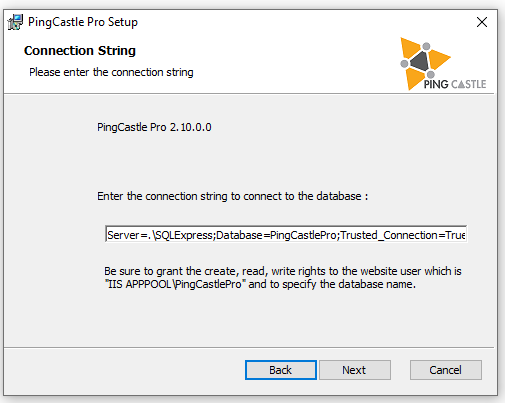 PingCastle Pro Setup
Connection String
Please enter the connection string
PING CASTLE
PingCastle Pro 2.10.0.0
Enter the connection string to connect to the database :
Server=.\SQLExpress;Database=PingCastlePro;Trusted_Connection=True
Be sure to grant the create, read, write rights to the website user which is
"IIS APPPOOL\PingCastlePro" and to specify the database name.
Back Next Cancel